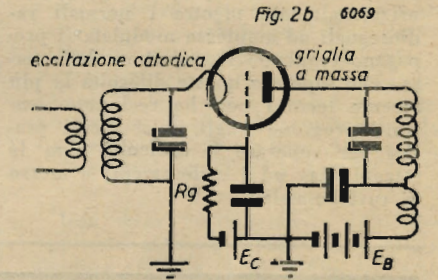 Fig. 2b 6069
eccitazione catodica
griglia
a massa
Rg
EC
EB